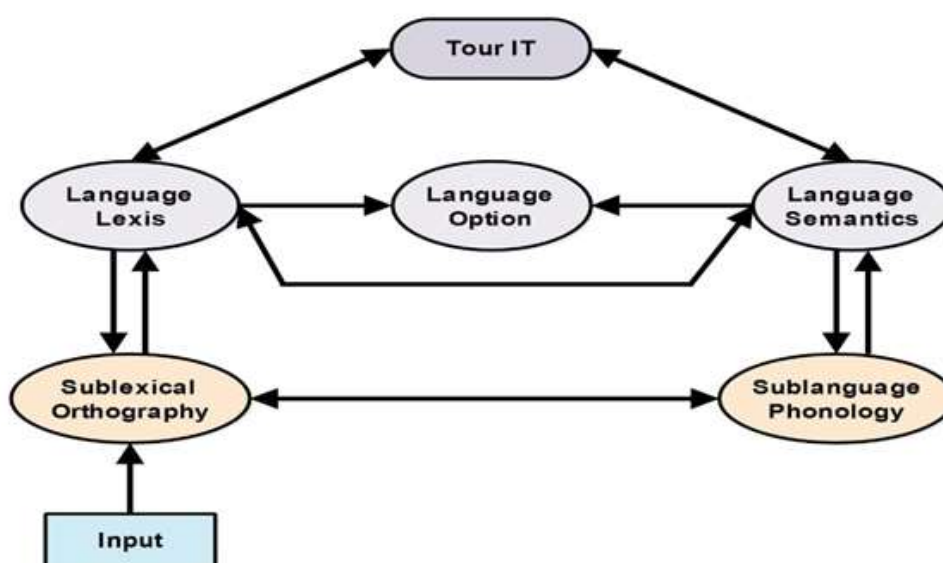 Tour IT
Language
Lexis
Language
Option
Language
Semantics
Sublexical
Orthography
Sublanguage
Phonology
Input